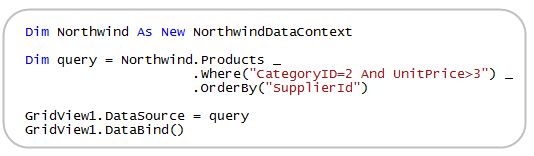 Dim Northwind As New NorthwindDataContext
Dim query = Northwind.Products _
.Where("CategoryID=2 And UnitPrice>3") _
.OrderBy("SupplierId")
GridView1.DataSource = query
GridView1.DataBind()